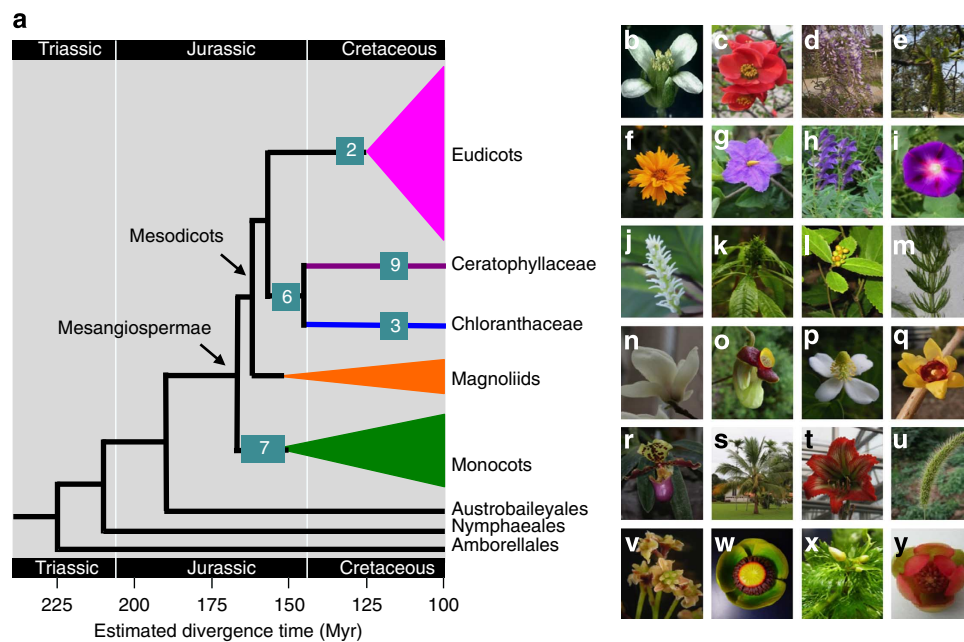 a
Triassic Jurassic Cretaceous
2
Eudicots
Mesodicots
9
Ceratophyllaceae
6
Mesangiospermae
3
Chloranthaceae
Magnoliids
7
Monocots
Austrobaileyales
Nymphaeales
Amborellales
Triassic Jurassic Cretaceous
225 200 175 150 125 100
Estimated divergence time (Myr)
b c d e
f g h i
j k l m
n o p q
r s t u
v w x y